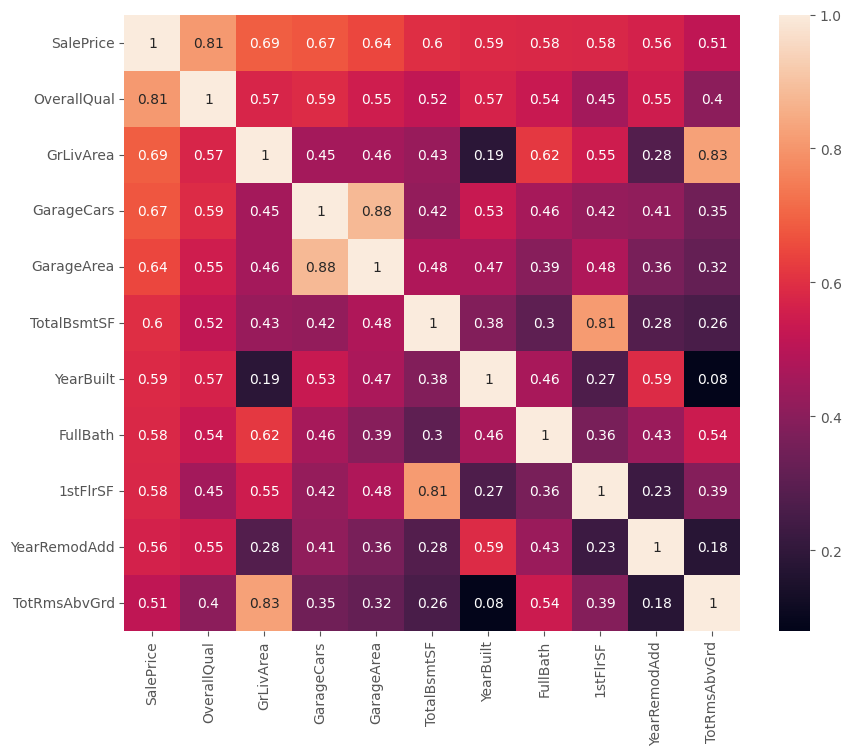 1.0
SalePrice 1 0.81 0.69 0.67 0.64 0.6 0.59 0.58 0.58 0.56 0.51
OverallQual 0.81 1 0.57 0.59 0.55 0.52 0.57 0.54 0.45 0.55 0.4
GrLivArea 0.69 0.57 1 0.45 0.46 0.43 0.19 0.62 0.55 0.28 0.83
0.8
GarageCars 0.67 0.59 0.45 1 0.88 0.42 0.53 0.46 0.42 0.41 0.35
GarageArea 0.64 0.55 0.46 0.88 1 0.48 0.47 0.39 0.48 0.36 0.32
0.6
TotalBsmtSF 0.6 0.52 0.43 0.42 0.48 1 0.38 0.3 0.81 0.28 0.26
YearBuilt 0.59 0.57 0.19 0.53 0.47 0.38 1 0.46 0.27 0.59 0.08
0.4
FullBath 0.58 0.54 0.62 0.46 0.39 0.3 0.46 1 0.36 0.43 0.54
1stFlrSF 0.58 0.45 0.55 0.42 0.48 0.81 0.27 0.36 1 0.23 0.39
YearRemodAdd 0.56 0.55 0.28 0.41 0.36 0.28 0.59 0.43 0.23 1 0.18
0.2
TotRmsAbvGrd 0.51 0.4 0.83 0.35 0.32 0.26 0.08 0.54 0.39 0.18 1
SalePrice
OverallQual
GrLivArea
GarageCars
GarageArea
TotalBsmtSF
YearBuilt
FullBath
1stFlrSF
YearRemodAdd
TotRmsAbvGrd